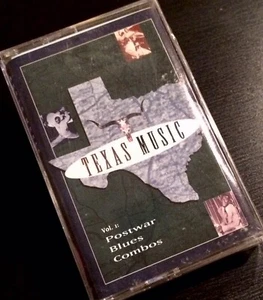 TEXAS MUSIC
Vol. 1:
Postwar
Blues
Combos